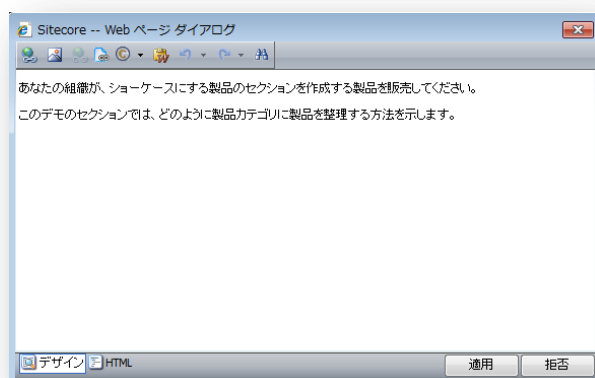 Sitecore -- Web ページ ダイアログ
あなたの組織が、ショーケースにする製品のセクションを作成する製品を販売してください。
このデモのセクションでは、どのように製品カテゴリに製品を整理する方法を示します。
デザイン HTML 適用 拒否